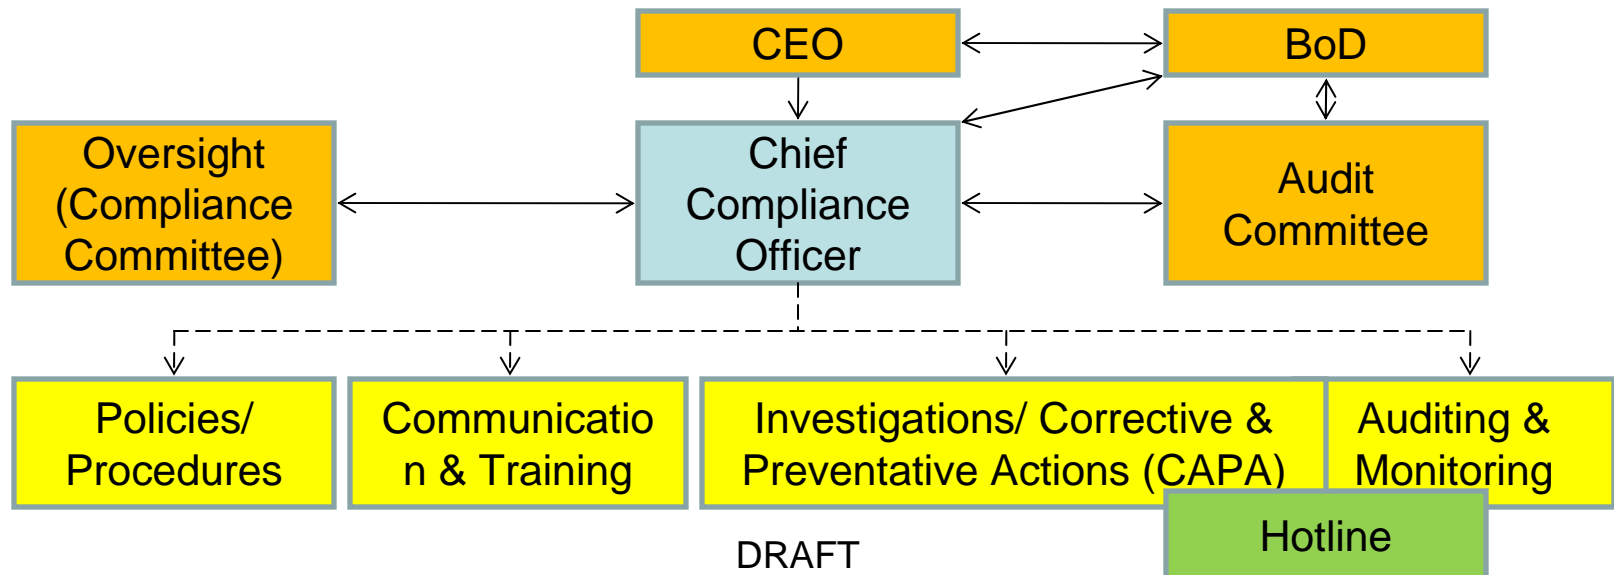 CEO
BoD
Oversight
(Compliance
Committee)
Chief
Compliance
Officer
Audit
Committee
Policies/
Procedures
Communicatio
n & Training
Investigations/ Corrective &
Preventative Actions (CAPA)
Auditing &
Monitoring
Hotline
DRAFT